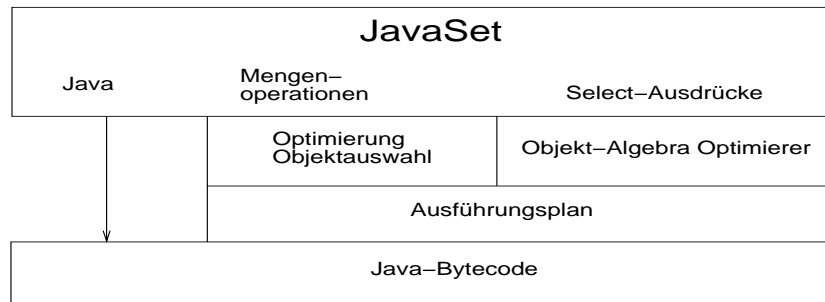 JavaSet
Java
Mengen−
operationen
Select−Ausdrücke
Optimierung
Objektauswahl
Objekt−Algebra Optimierer
Ausführungsplan
Java−Bytecode